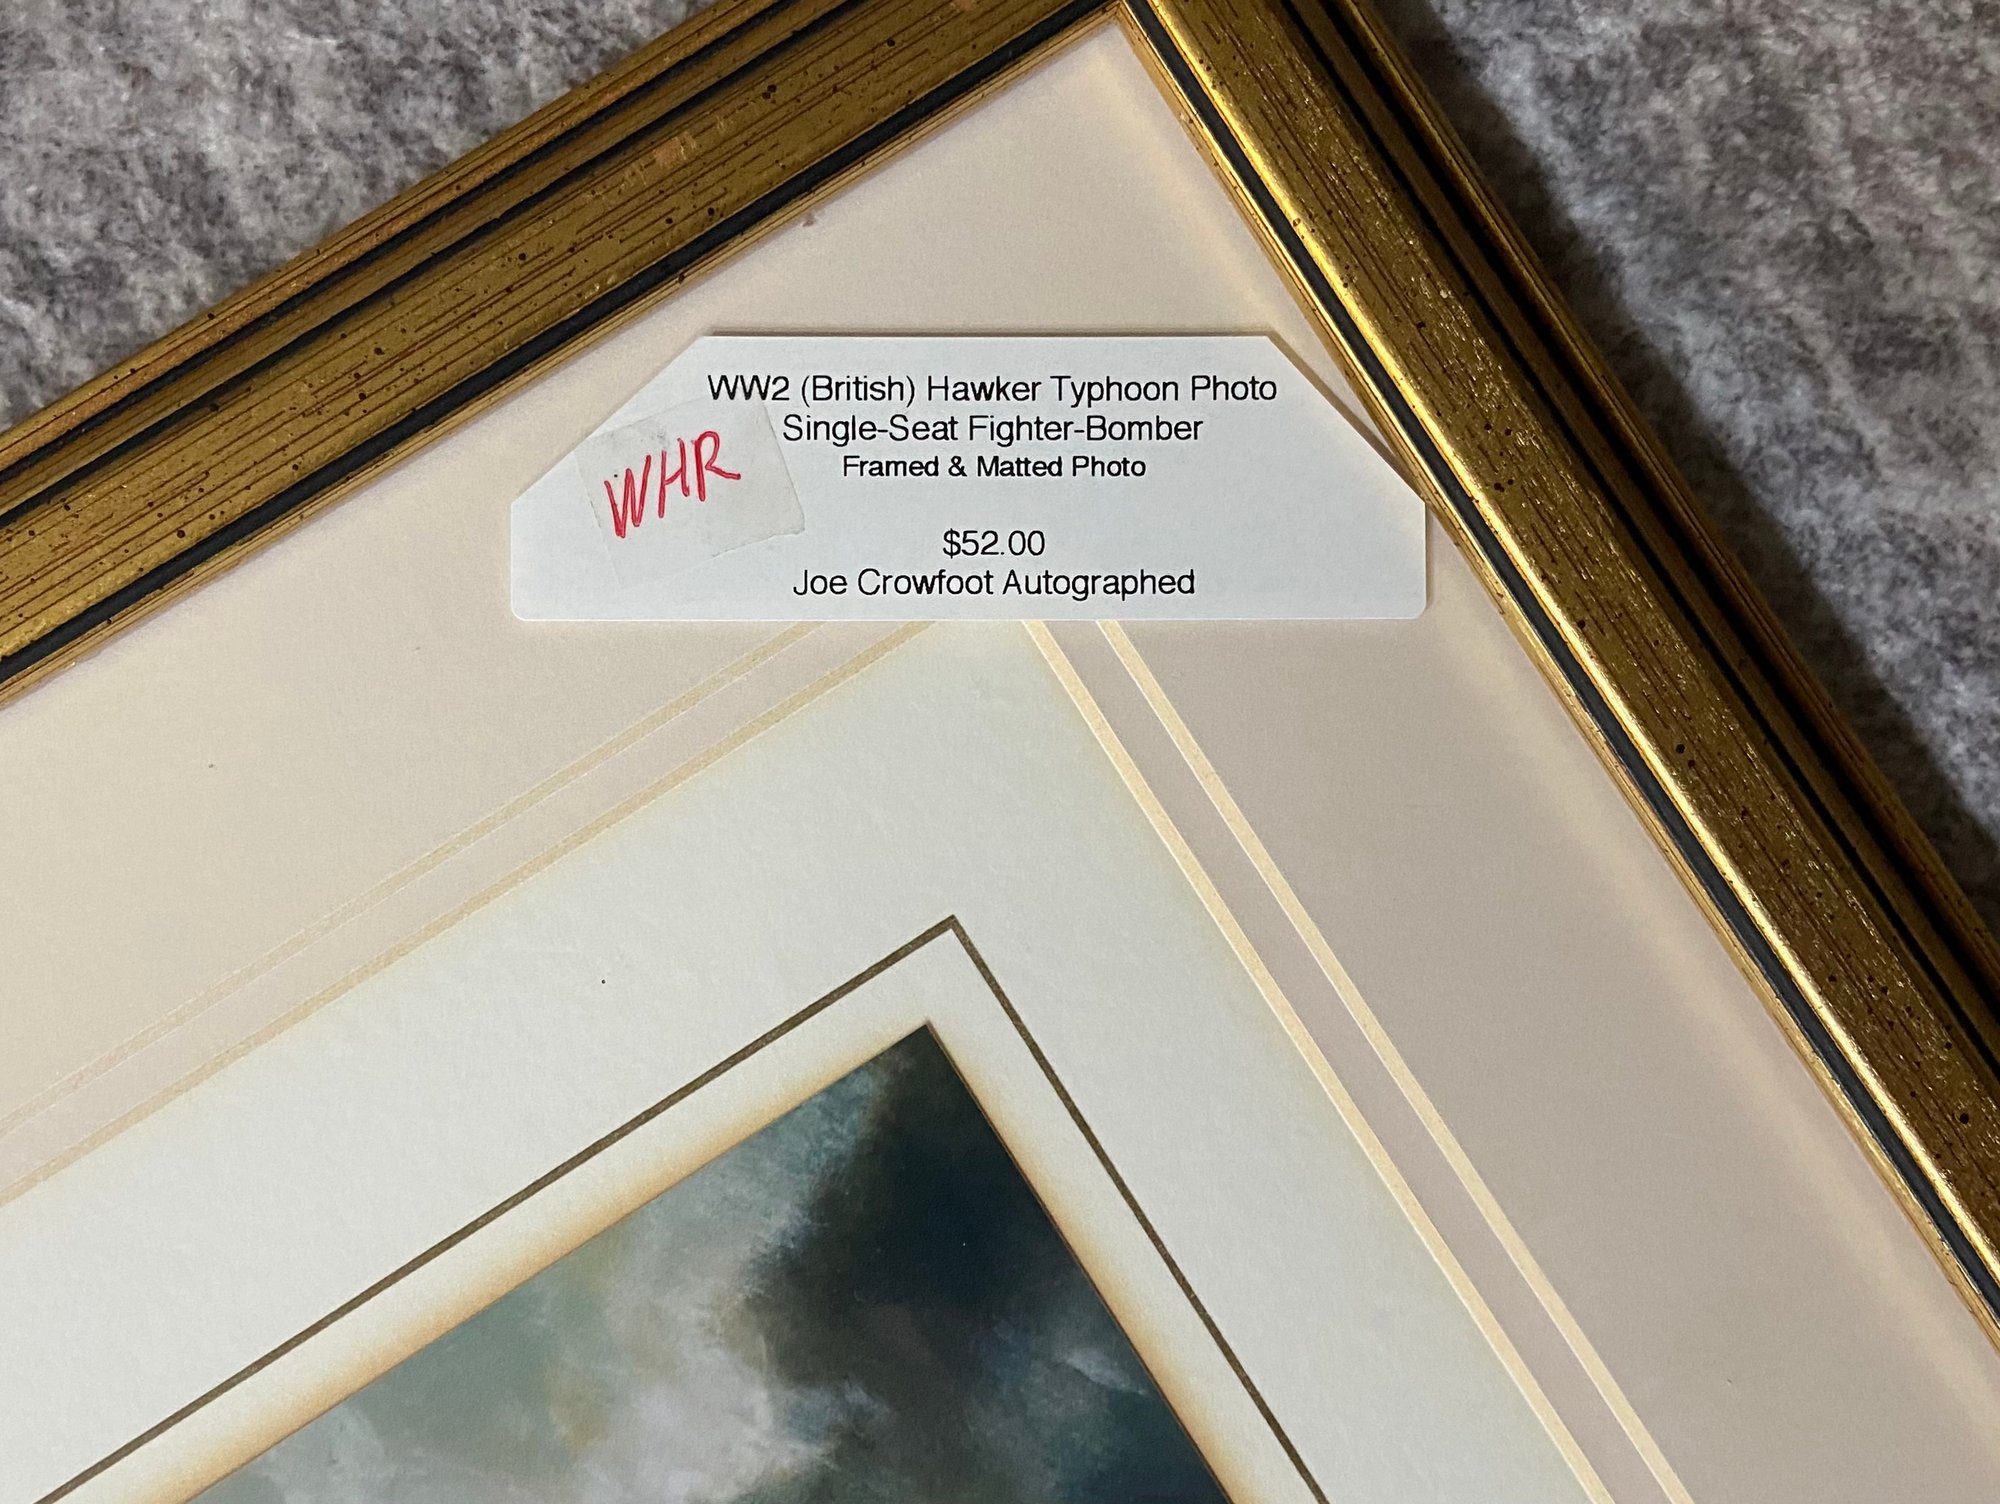 WW2 (British) Hawker Typhoon Photo
Single-Seat Fighter-Bomber
Framed & Matted Photo
WHR
$52.00
Joe Crowfoot Autographed